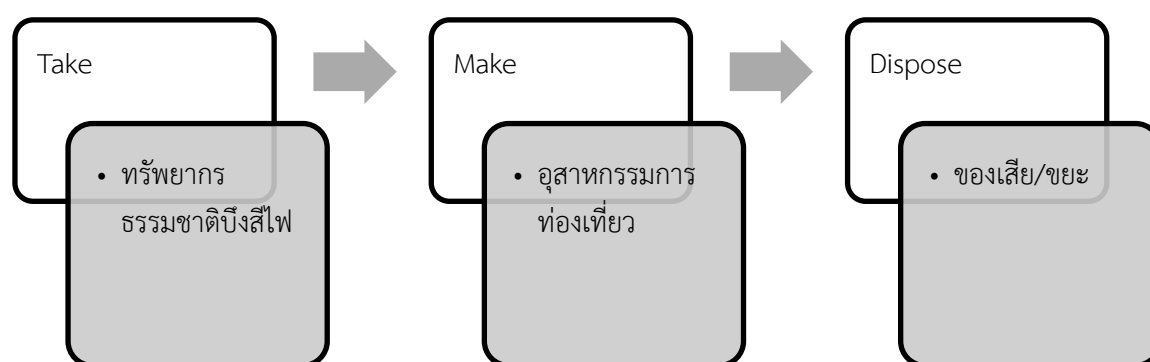 Take
• ทรัพยากร
ธรรมชาติบึงสีไฟ
Make
• อุสาหกรรมการ
ท่องเที่ยว
Dispose
• ของเสีย/ขยะ